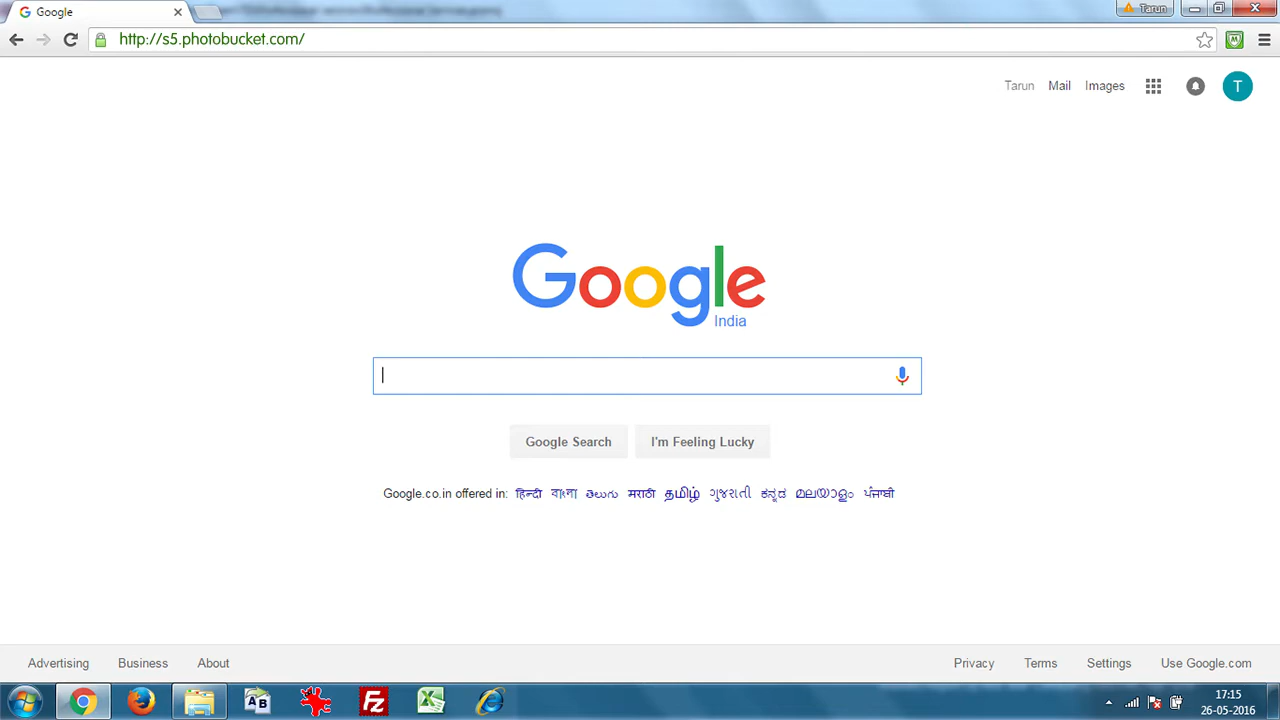 Google
Tarun
http://s5.photobucket.com/
Tarun Mail Images T
Google
India
Google Search I'm Feeling Lucky
Google.co.in offered in: हिन्दी বাংলা తెలుగు मराठी தமிழ் ગુજરાતી ಕನ್ನಡ മലയാളം ਪੰਜਾਬੀ
Advertising Business About Privacy Terms Settings Use Google.com
AB
Fz
17:15
26-05-2016